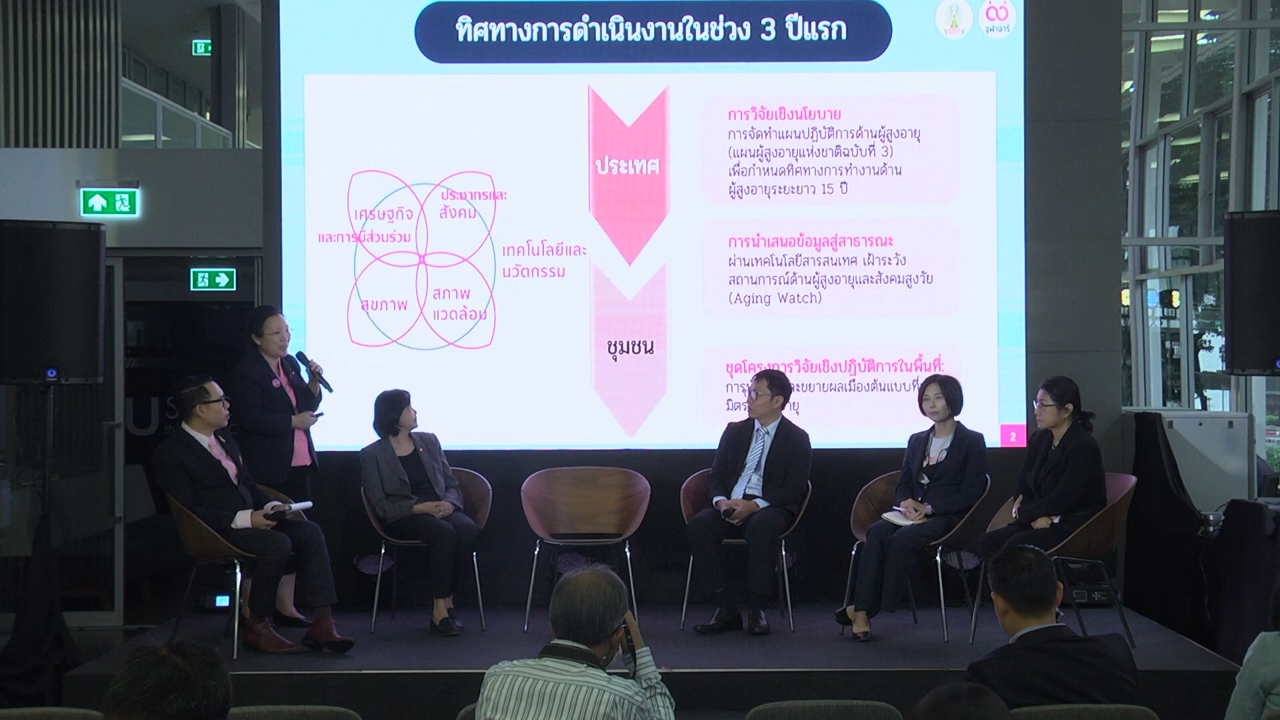 ทิศทางการดำเนินงานในช่วง 3 ปีแรก
จุฬาอารี
เศรษฐกิจ
และการมีส่วนร่วม
ประชากรและ
สังคม
เทคโนโลยีและ
นวัตกรรม
สุขภาพ
สภาพ
แวดล้อม
ประเทศ
ชุมชน
การวิจัยเชิงนโยบาย
การจัดทำแผนปฏิบัติการด้านผู้สูงอายุ
(แผนผู้สูงอายุแห่งชาติฉบับที่ 3)
เพื่อกำหนดทิศทางการทำงานด้าน
ผู้สูงอายุระยะยาว 15 ปี
การนำเสนอข้อมูลสู่สาธารณะ
ผ่านเทคโนโลยีสารสนเทศ เฝ้าระวัง
สถานการณ์ด้านผู้สูงอายุและสังคมสูงวัย
(Aging Watch)
ชุดโครงการวิจัยเชิงปฏิบัติการในพื้นที่:
2